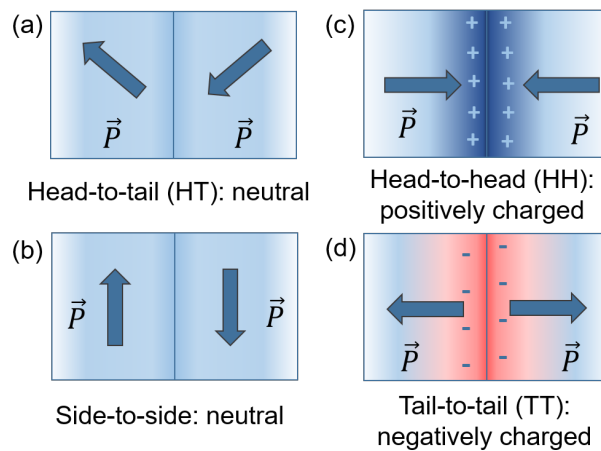 (a)
P⃗ P⃗
Head-to-tail (HT): neutral
(b)
P⃗ P⃗
Side-to-side: neutral
(c)
+ +
+ +
+ +
+ +
+ +
P⃗ P⃗
Head-to-head (HH):
positively charged
(d)
- -
- -
- -
- -
P⃗ P⃗
Tail-to-tail (TT):
negatively charged